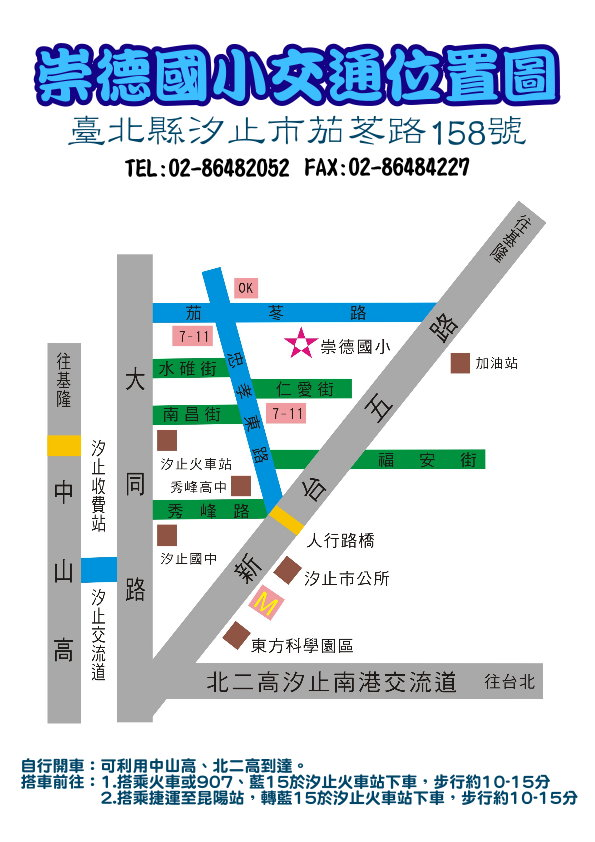 崇德國小交通位置圖
臺北縣汐止市茄苳路158號
TEL:02-86482052 FAX:02-86484227
往基隆
OK
茄苳路
7-11
崇德國小
路
加油站
往基隆
大
水碓街
忠孝東路
仁愛街
五
南昌街
7-11
汐止收費站
汐止火車站
福安街
中
同
秀峰高中
台
秀峰路
人行路橋
汐止國中
新
山
汐止市公所
汐止交流道
路
M
高
東方科學園區
北二高汐止南港交流道
往台北
自行開車：可利用中山高、北二高到達。
搭車前往：1.搭乘火車或907、藍15於汐止火車站下車，步行約10-15分
2.搭乘捷運至昆陽站，轉藍15於汐止火車站下車，步行約10-15分